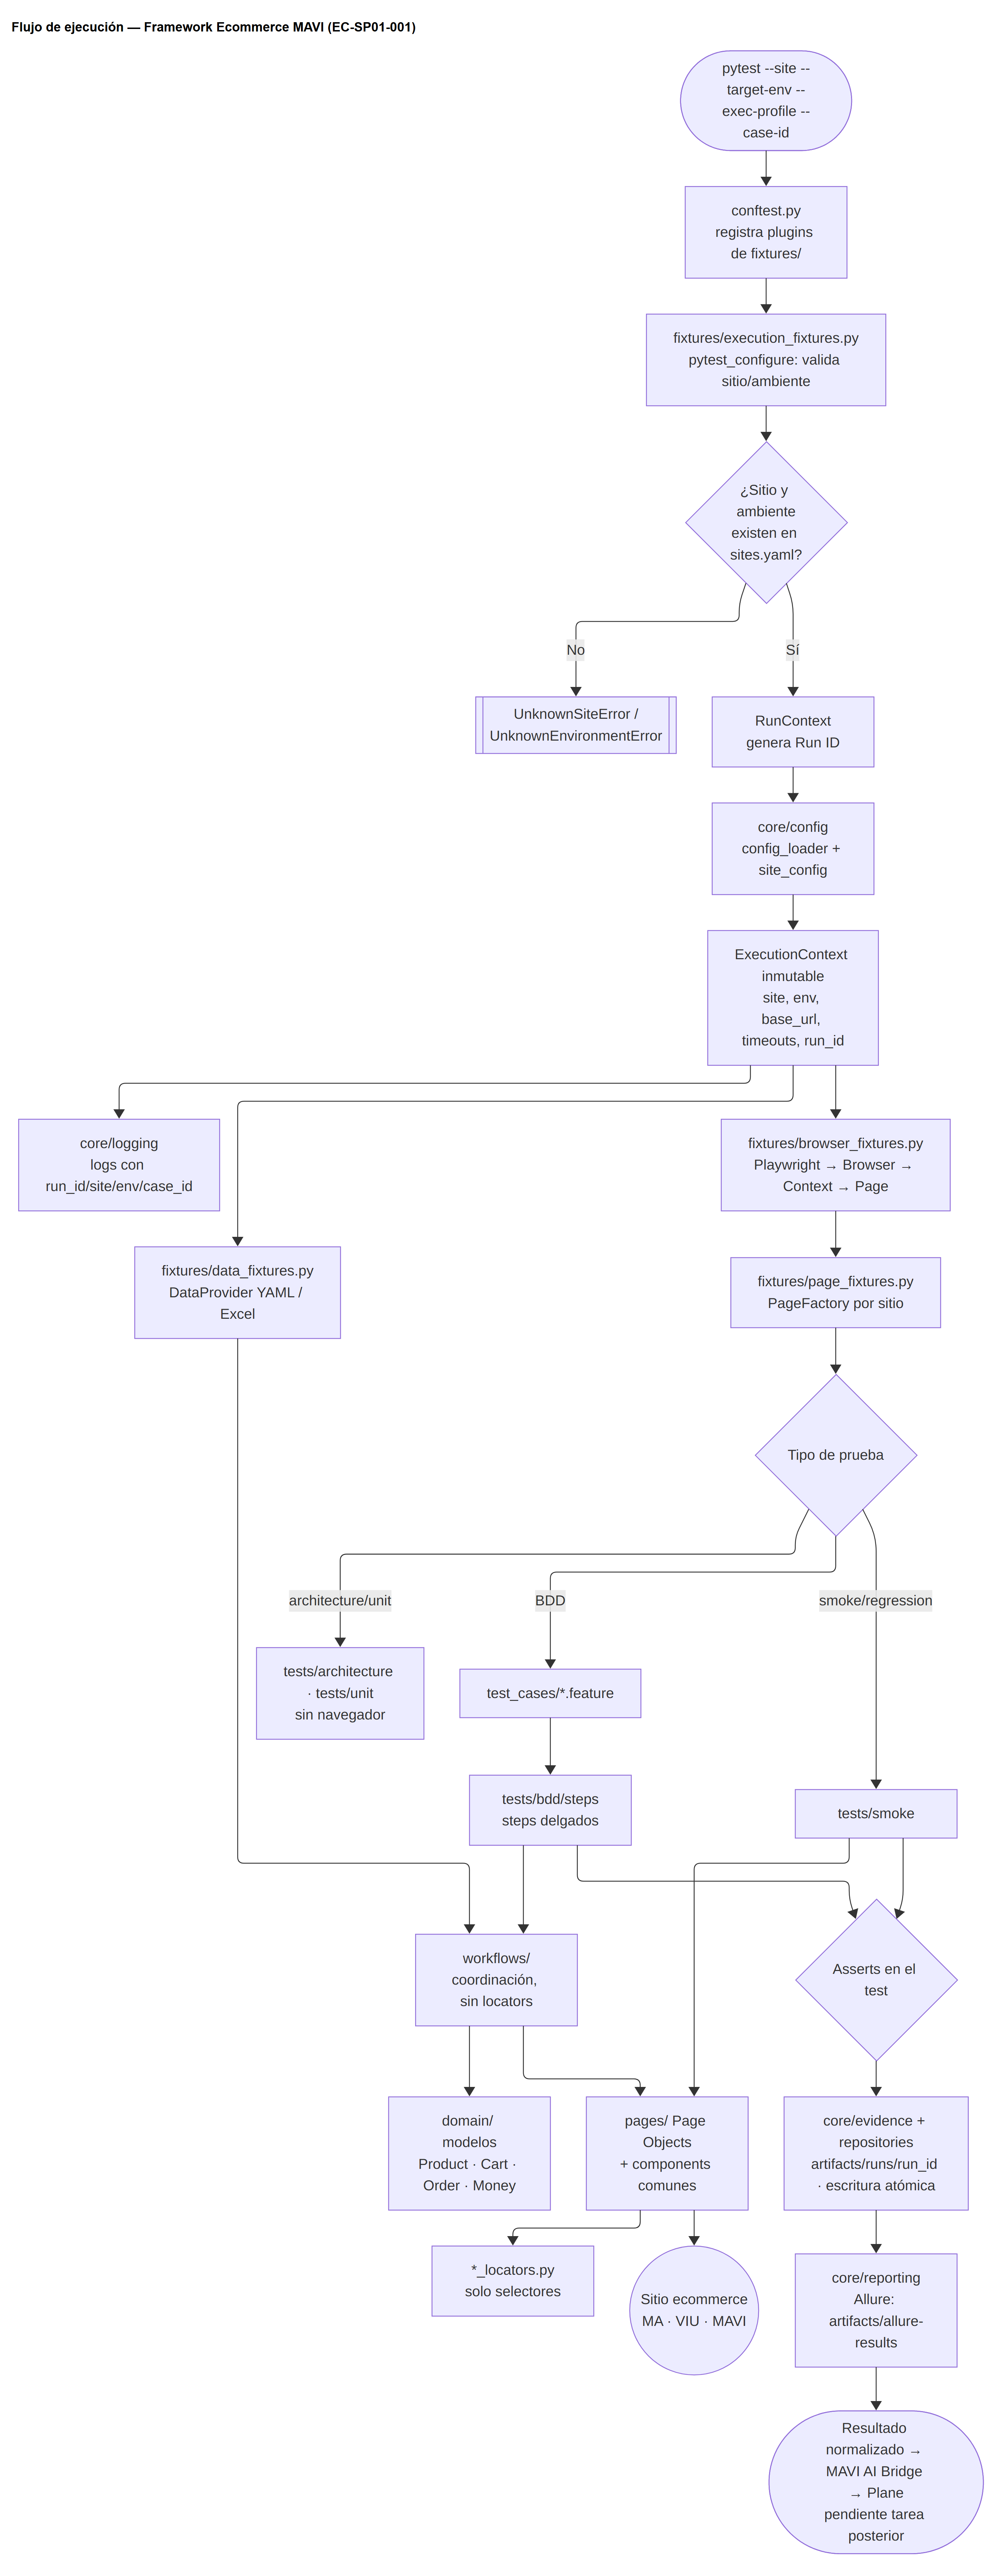 Flujo de ejecución — Framework Ecommerce MAVI (EC-SP01-001)
pytest --site --
target-env --
exec-profile --
case-id
conftest.py
registra plugins
de fixtures/
fixtures/execution_fixtures.py
pytest_configure: valida
sitio/ambiente
¿Sitio y
ambiente
existen en
sites.yaml?
No
Sí
UnknownSiteError /
UnknownEnvironmentError
RunContext
genera Run ID
core/config
config_loader +
site_config
ExecutionContext
inmutable
site, env,
base_url,
timeouts, run_id
core/logging
logs con
run_id/site/env/case_id
fixtures/browser_fixtures.py
Playwright → Browser →
Context → Page
fixtures/data_fixtures.py
DataProvider YAML /
Excel
fixtures/page_fixtures.py
PageFactory por sitio
Tipo de prueba
architecture/unit
BDD
smoke/regression
tests/architecture
· tests/unit
sin navegador
test_cases/*.feature
tests/bdd/steps
steps delgados
tests/smoke
workflows/
coordinación,
sin locators
Asserts en el
test
domain/
modelos
Product · Cart ·
Order · Money
pages/ Page
Objects
+ components
comunes
core/evidence +
repositories
artifacts/runs/run_id
· escritura atómica
*_locators.py
solo selectores
Sitio ecommerce
MA · VIU · MAVI
core/reporting
Allure:
artifacts/allure-
results
Resultado
normalizado →
MAVI AI Bridge
→ Plane
pendiente tarea
posterior